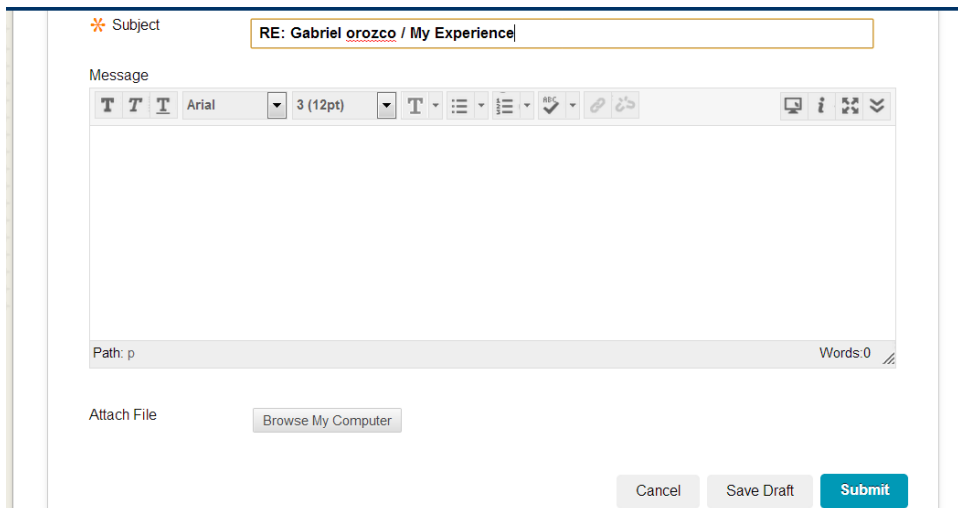 Subject
RE: Gabriel orozco / My Experience
Message
T T T Arial 3 (12pt) T ABC i
Path: p Words:0
Attach File Browse My Computer
Cancel Save Draft Submit